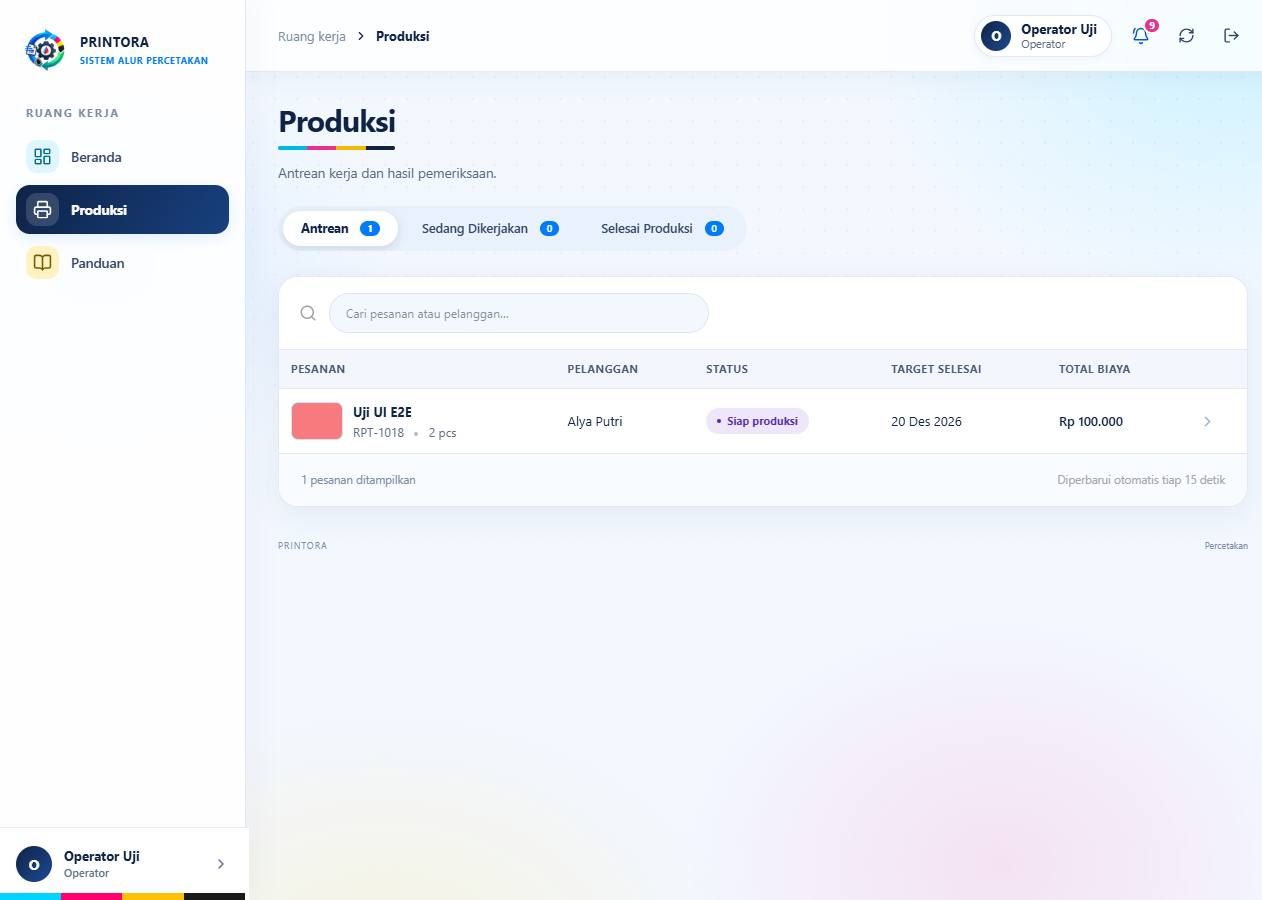 PRINTORA
SISTEM ALUR PERCETAKAN
RUANG KERJA
Beranda
Produksi
Panduan
O
Operator Uji
Operator
Ruang kerja > Produksi
O
Operator Uji
Operator
9
Produksi
Antrean kerja dan hasil pemeriksaan.
Antrean 1 Sedang Dikerjakan 0 Selesai Produksi 0
Cari pesanan atau pelanggan...
PESANAN PELANGGAN STATUS TARGET SELESAI TOTAL BIAYA
Uji UI E2E
RPT-1018 • 2 pcs
Alya Putri
• Siap produksi
20 Des 2026
Rp 100.000
1 pesanan ditampilkan
Diperbarui otomatis tiap 15 detik
PRINTORA
Percetakan